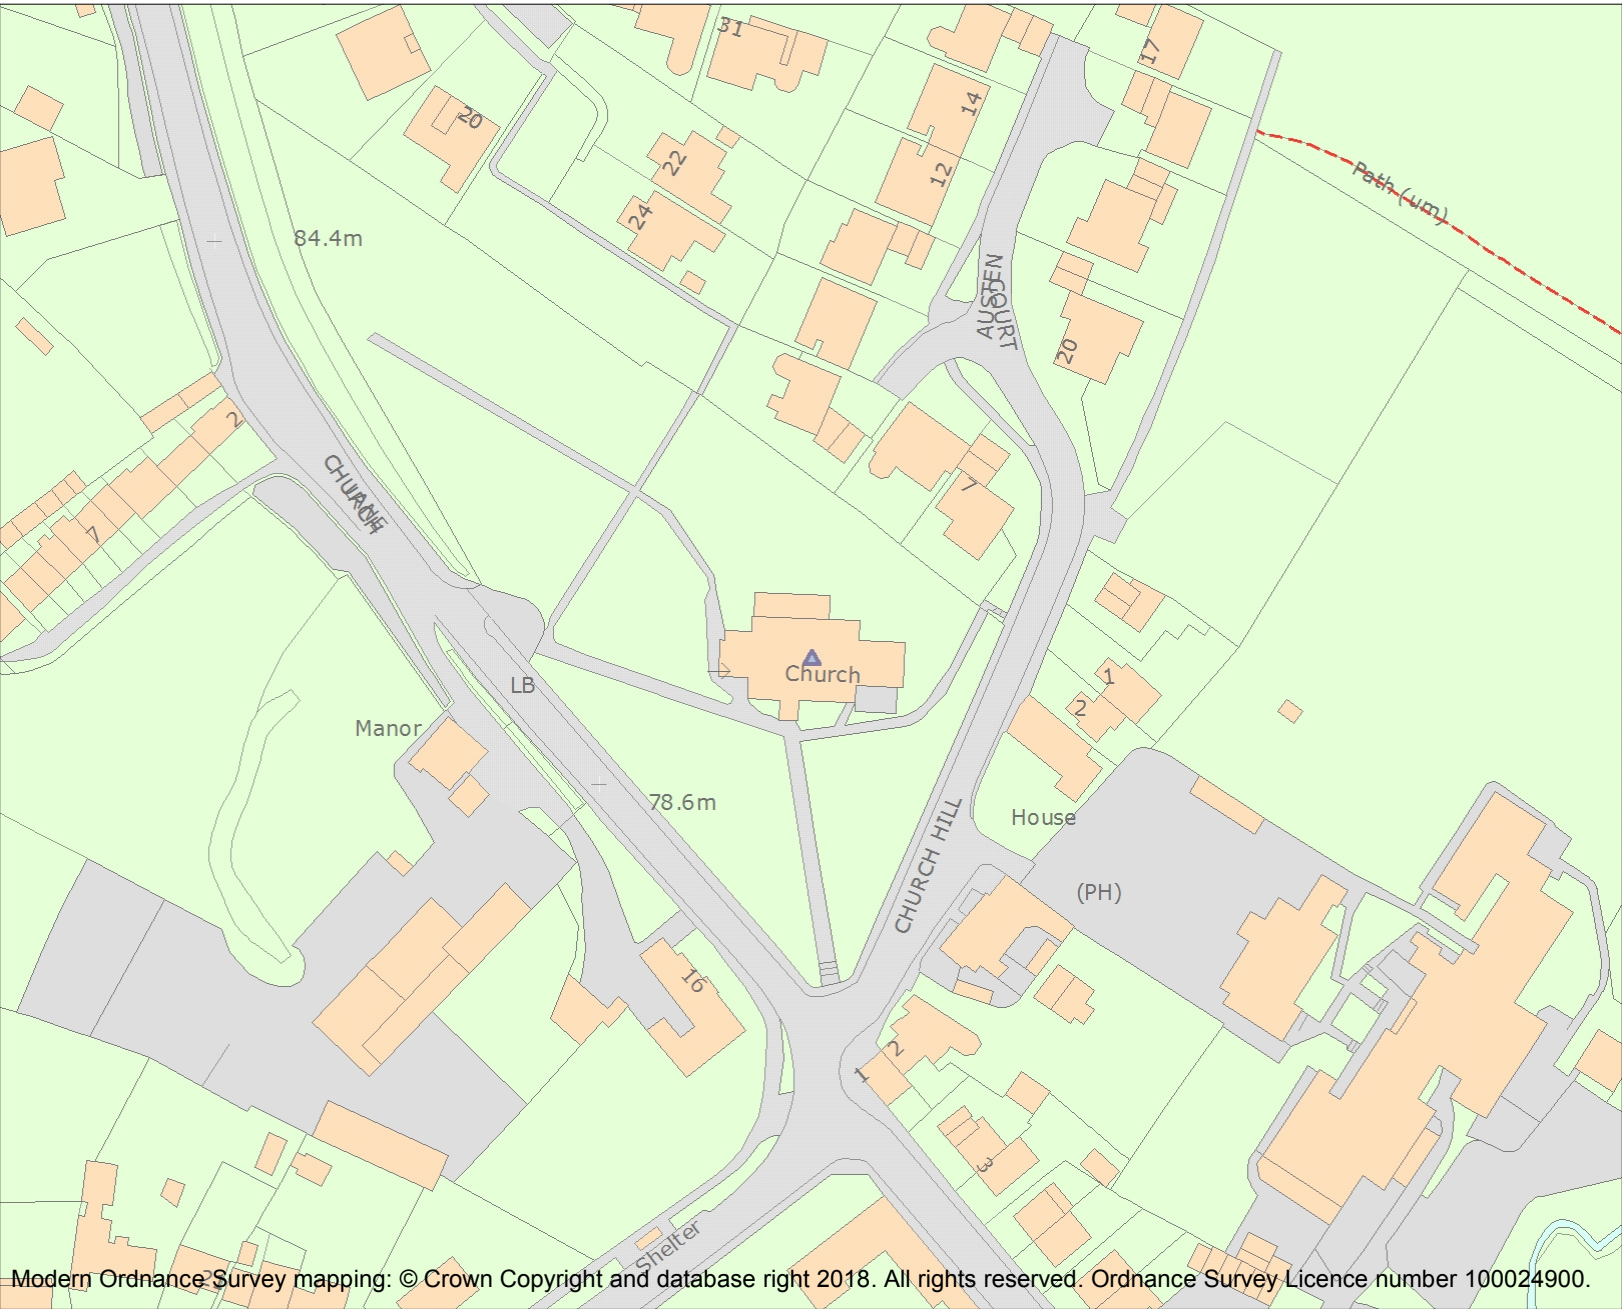 31
17
20
14
22
12
24
Path (um)
84.4m
AUSTEN
COURT
20
2
CHURCH
LANE
7
7
Church
LB
1
2
Manor
78.6m
House
CHURCH HILL
(PH)
16
2
1
3
Shelter
Modern Ordnance Survey mapping: © Crown Copyright and database right 2018. All rights reserved. Ordnance Survey Licence number 100024900.